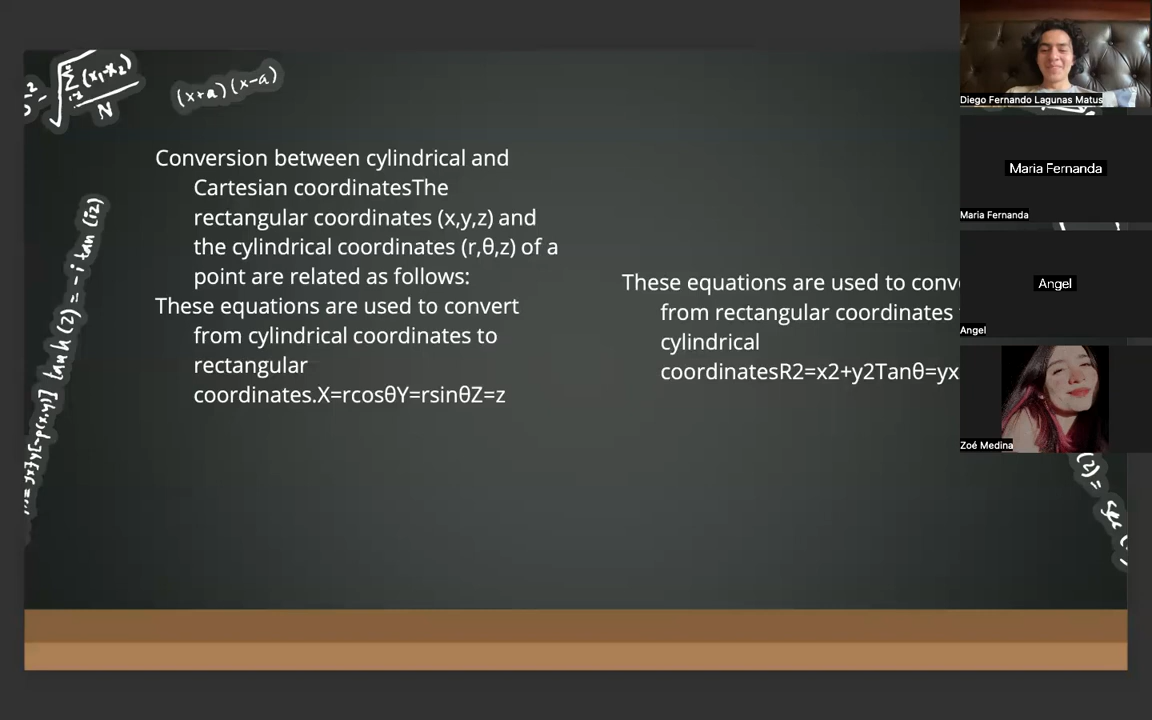 (x+a)(x-a)
Conversion between cylindrical and
Cartesian coordinatesThe
rectangular coordinates (x,y,z) and
the cylindrical coordinates (r,θ,z) of a
point are related as follows:
These equations are used to convert
from cylindrical coordinates to
rectangular
coordinates.X=rcosθY=rsinθZ=z
These equations are used to conv
from rectangular coordinates
cylindrical
coordinatesR2=x2+y2Tanθ=yx
tanh(z) = -i tan(iz)
Diego Fernando Lagunas Matus
Maria Fernanda
Maria Fernanda
Angel
Angel
Zoé Medina